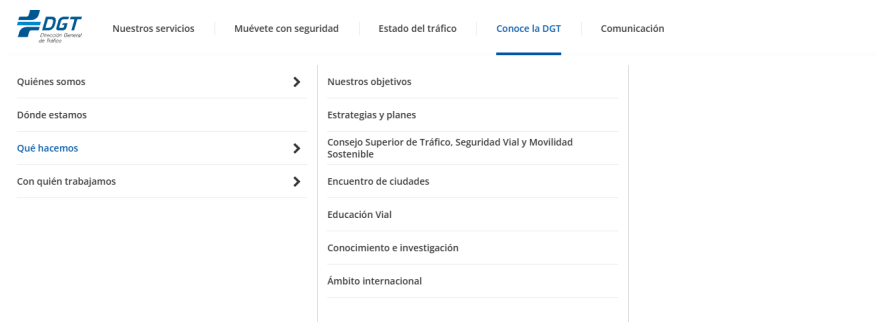 DGT
Dirección General
de Tráfico
Nuestros servicios
Muévete con seguridad
Estado del tráfico
Conoce la DGT
Comunicación
Quiénes somos
Dónde estamos
Qué hacemos
Con quién trabajamos
Nuestros objetivos
Estrategias y planes
Consejo Superior de Tráfico, Seguridad Vial y Movilidad
Sostenible
Encuentro de ciudades
Educación Vial
Conocimiento e investigación
Ámbito internacional